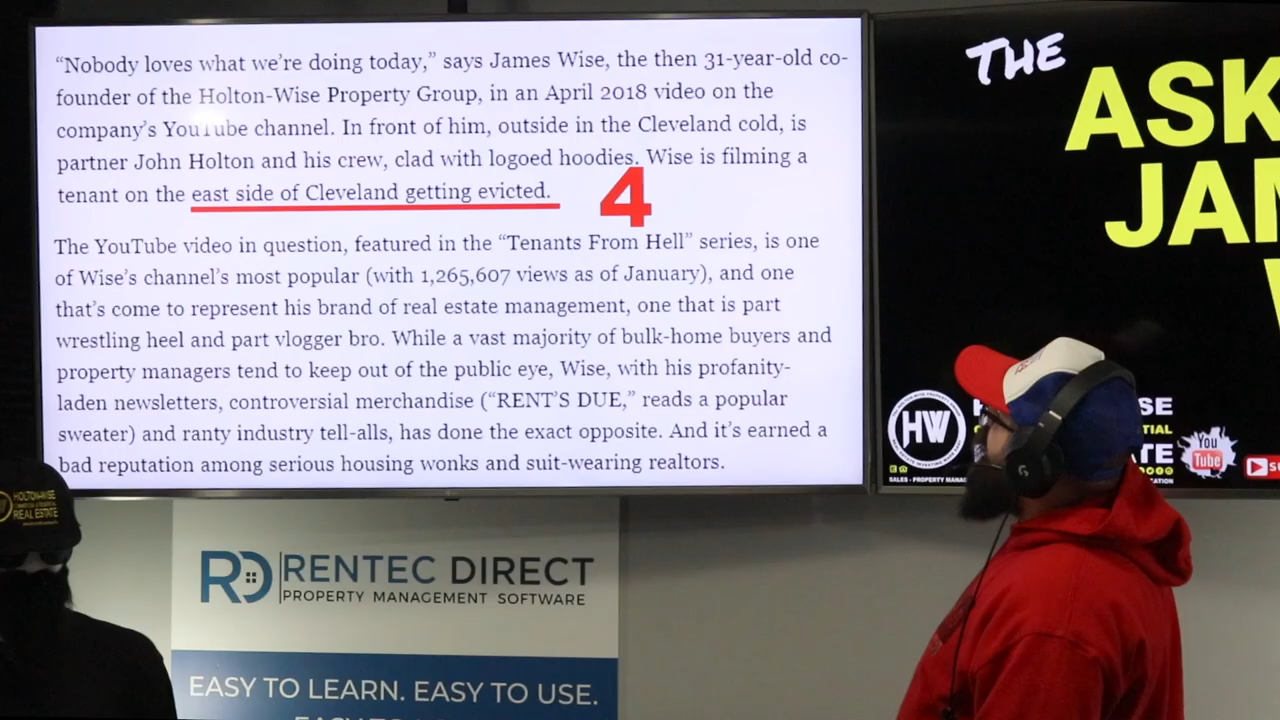 “Nobody loves what we’re doing today,” says James Wise, the then 31-year-old co-
founder of the Holton-Wise Property Group, in an April 2018 video on the
company’s YouTube channel. In front of him, outside in the Cleveland cold, is
partner John Holton and his crew, clad with logoed hoodies. Wise is filming a
tenant on the east side of Cleveland getting evicted.
4
The YouTube video in question, featured in the “Tenants From Hell” series, is one
of Wise’s channel’s most popular (with 1,265,607 views as of January), and one
that’s come to represent his brand of real estate management, one that is part
wrestling heel and part vlogger bro. While a vast majority of bulk-home buyers and
property managers tend to keep out of the public eye, Wise, with his profanity-
laden newsletters, controversial merchandise (“RENT’S DUE,” reads a popular
sweater) and ranty industry tell-alls, has done the exact opposite. And it’s earned a
bad reputation among serious housing wonks and suit-wearing realtors.
THE
ASK
JAM
HW
SALES - PROPERTY MANA
You
Tube
HOLTON-WISE
REAL ESTATE
RD RENTEC DIRECT
PROPERTY MANAGEMENT SOFTWARE
EASY TO LEARN. EASY TO USE.